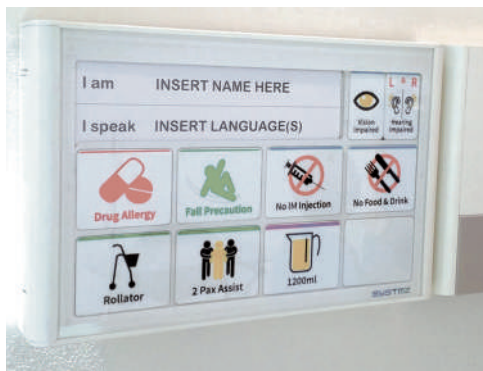 I am INSERT NAME HERE
I speak INSERT LANGUAGE(S)
Vision Impaired
L & R
Hearing Impaired
Drug Allergy
Fall Precaution
No IM Injection
No Food & Drink
Rollator
2 Pax Assist
1200ml